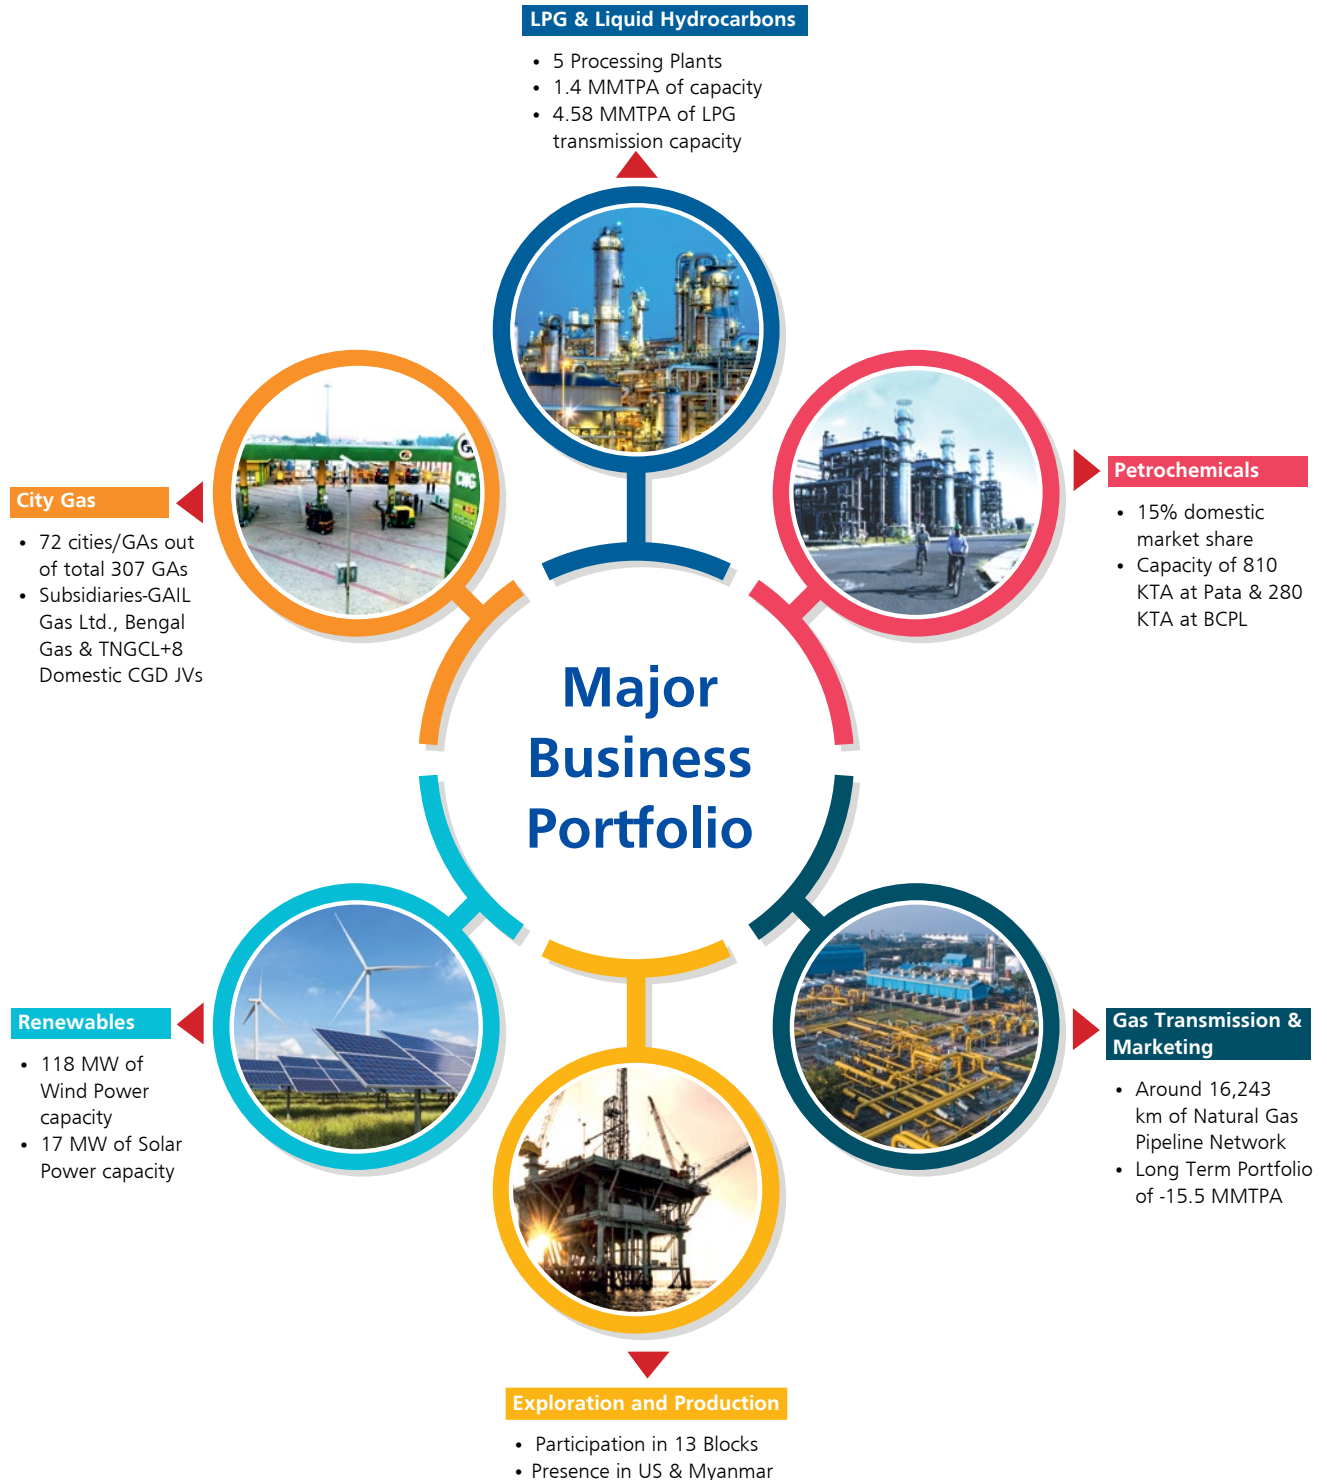 LPG & Liquid Hydrocarbons
• 5 Processing Plants
• 1.4 MMTPA of capacity
• 4.58 MMTPA of LPG
transmission capacity
City Gas
• 72 cities/GAs out
of total 307 GAs
• Subsidiaries-GAIL
Gas Ltd., Bengal
Gas & TNGCL+8
Domestic CGD JVs
CNG
Petrochemicals
• 15% domestic
market share
• Capacity of 810
KTA at Pata & 280
KTA at BCPL
Major
Business
Portfolio
Renewables
• 118 MW of
Wind Power
capacity
• 17 MW of Solar
Power capacity
Gas Transmission &
Marketing
• Around 16,243
km of Natural Gas
Pipeline Network
• Long Term Portfolio
of -15.5 MMTPA
Exploration and Production
• Participation in 13 Blocks
• Presence in US & Myanmar